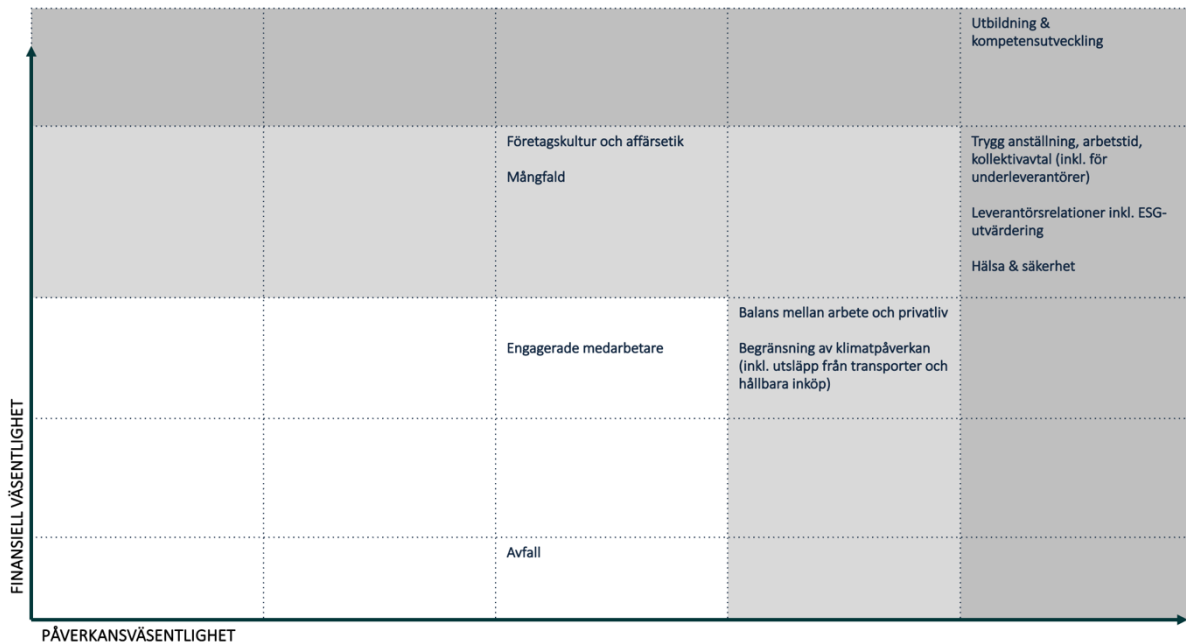 Utbildning &
kompetensutveckling
Företagskultur och affärsetik
Mångfald
Trygg anställning, arbetstid,
kollektivavtal (inkl. för
underleverantörer)
Leverantörsrelationer inkl. ESG-
utvärdering
Hälsa & säkerhet
Engagerade medarbetare
Balans mellan arbete och privatliv
Begränsning av klimatpåverkan
(inkl. utsläpp från transporter och
hållbara inköp)
Avfall
FINANSIELL VÄSENTLIGHET
PÅVERKANSVÄSENTLIGHET